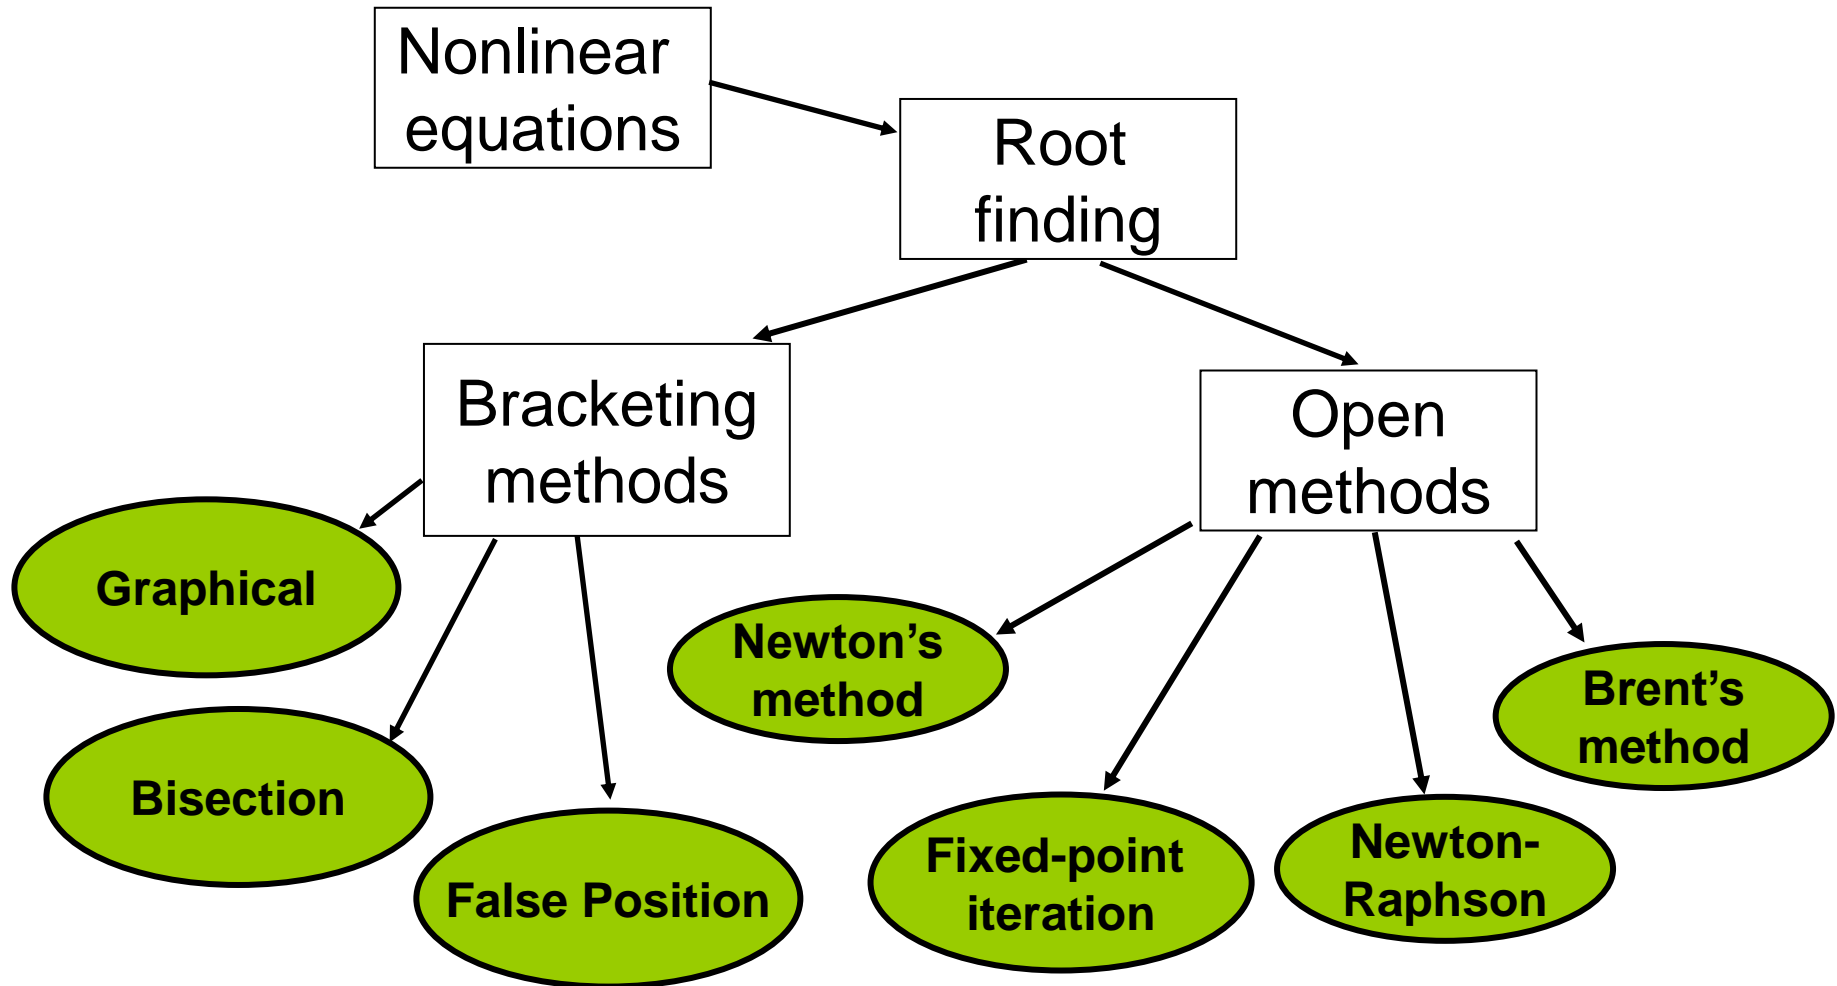 Nonlinear
equations
Root
finding
Bracketing
methods
Open
methods
Graphical
Bisection
False Position
Newton’s
method
Fixed-point
iteration
Newton-
Raphson
Brent’s
method